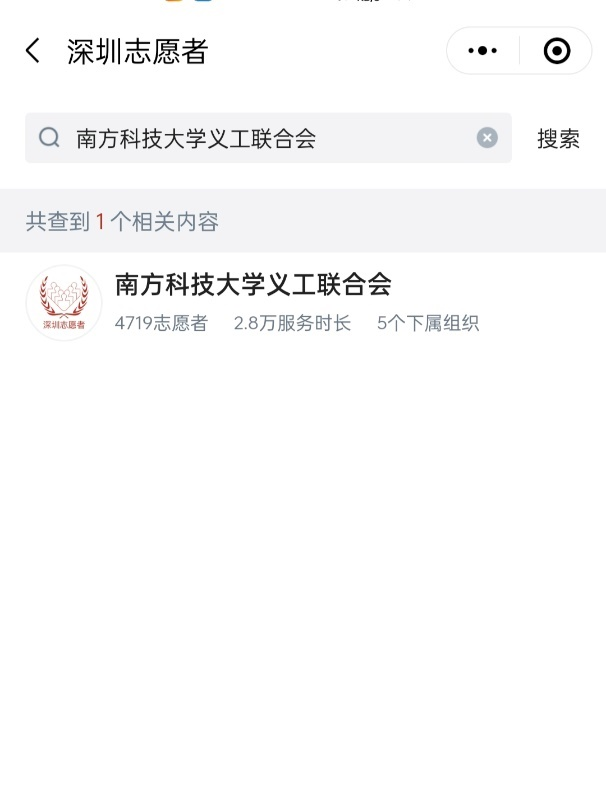 深圳志愿者
南方科技大学义工联合会 搜索
共查到1个相关内容
南方科技大学义工联合会
深圳志愿者
4719志愿者 2.8万服务时长 5个下属组织